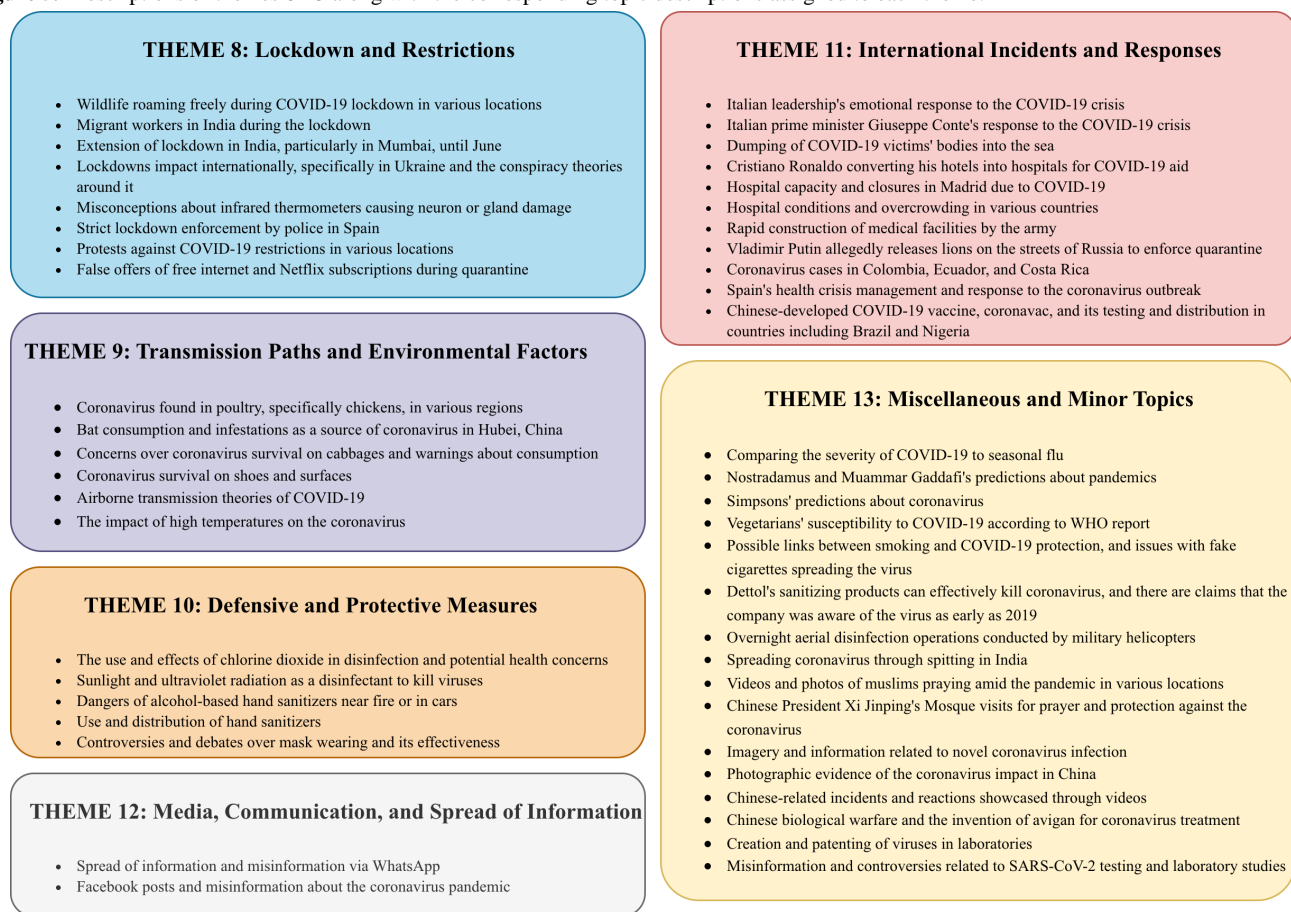 THEME 8: Lockdown and Restrictions
• Wildlife roaming freely during COVID-19 lockdown in various locations
• Migrant workers in India during the lockdown
• Extension of lockdown in India, particularly in Mumbai, until June
• Lockdowns impact internationally, specifically in Ukraine and the conspiracy theories
around it
• Misconceptions about infrared thermometers causing neuron or gland damage
• Strict lockdown enforcement by police in Spain
• Protests against COVID-19 restrictions in various locations
• False offers of free internet and Netflix subscriptions during quarantine
THEME 9: Transmission Paths and Environmental Factors
• Coronavirus found in poultry, specifically chickens, in various regions
• Bat consumption and infestations as a source of coronavirus in Hubei, China
• Concerns over coronavirus survival on cabbages and warnings about consumption
• Coronavirus survival on shoes and surfaces
• Airborne transmission theories of COVID-19
• The impact of high temperatures on the coronavirus
THEME 10: Defensive and Protective Measures
• The use and effects of chlorine dioxide in disinfection and potential health concerns
• Sunlight and ultraviolet radiation as a disinfectant to kill viruses
• Dangers of alcohol-based hand sanitizers near fire or in cars
• Use and distribution of hand sanitizers
• Controversies and debates over mask wearing and its effectiveness
THEME 12: Media, Communication, and Spread of Information
• Spread of information and misinformation via WhatsApp
• Facebook posts and misinformation about the coronavirus pandemic
THEME 11: International Incidents and Responses
• Italian leadership's emotional response to the COVID-19 crisis
• Italian prime minister Giuseppe Conte's response to the COVID-19 crisis
• Dumping of COVID-19 victims' bodies into the sea
• Cristiano Ronaldo converting his hotels into hospitals for COVID-19 aid
• Hospital capacity and closures in Madrid due to COVID-19
• Hospital conditions and overcrowding in various countries
• Rapid construction of medical facilities by the army
• Vladimir Putin allegedly releases lions on the streets of Russia to enforce quarantine
• Coronavirus cases in Colombia, Ecuador, and Costa Rica
• Spain's health crisis management and response to the coronavirus outbreak
• Chinese-developed COVID-19 vaccine, coronavac, and its testing and distribution in
countries including Brazil and Nigeria
THEME 13: Miscellaneous and Minor Topics
• Comparing the severity of COVID-19 to seasonal flu
• Nostradamus and Muammar Gaddafi's predictions about pandemics
• Simpsons' predictions about coronavirus
• Vegetarians' susceptibility to COVID-19 according to WHO report
• Possible links between smoking and COVID-19 protection, and issues with fake
cigarettes spreading the virus
• Dettol's sanitizing products can effectively kill coronavirus, and there are claims that the
company was aware of the virus as early as 2019
• Overnight aerial disinfection operations conducted by military helicopters
• Spreading coronavirus through spitting in India
• Videos and photos of muslims praying amid the pandemic in various locations
• Chinese President Xi Jinping's Mosque visits for prayer and protection against the
coronavirus
• Imagery and information related to novel coronavirus infection
• Photographic evidence of the coronavirus impact in China
• Chinese-related incidents and reactions showcased through videos
• Chinese biological warfare and the invention of avigan for coronavirus treatment
• Creation and patenting of viruses in laboratories
• Misinformation and controversies related to SARS-CoV-2 testing and laboratory studies